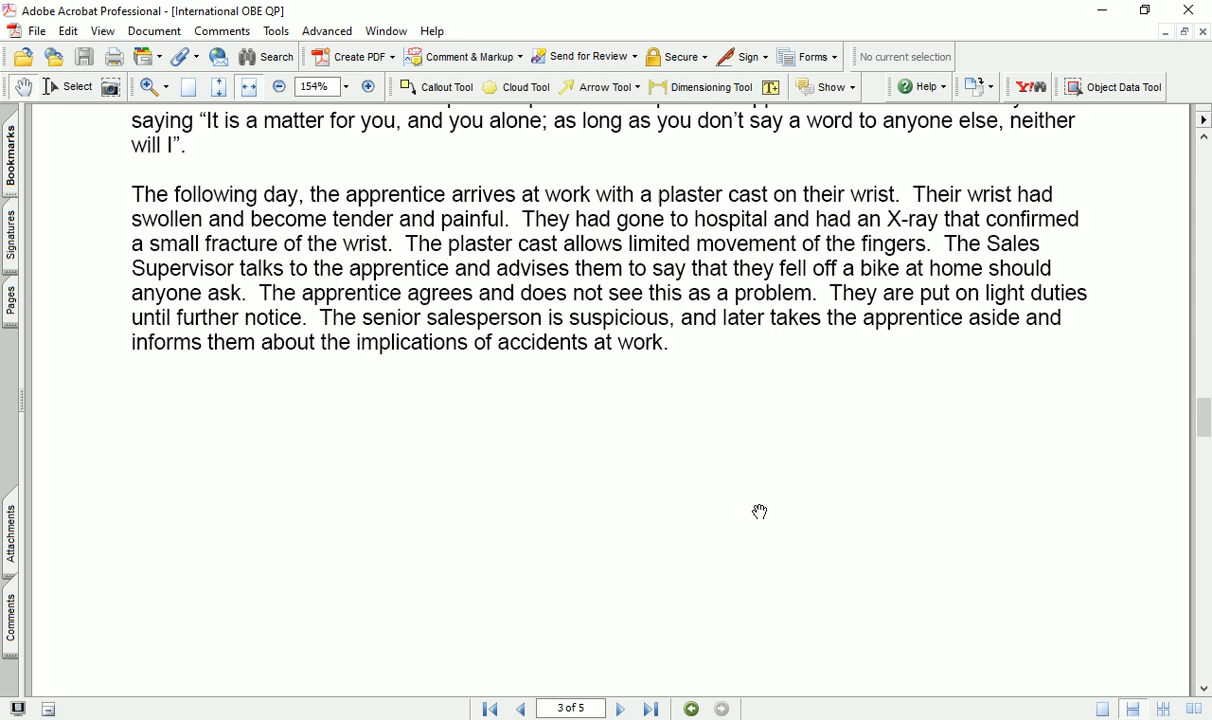 Adobe Acrobat Professional - [International OBE QP]
File Edit View Document Comments Tools Advanced Window Help
Search Create PDF Comment & Markup Send for Review Secure Sign Forms No current selection
Select 154% Callout Tool Cloud Tool Arrow Tool Dimensioning Tool Show Help Y! Object Data Tool
saying “It is a matter for you, and you alone; as long as you don’t say a word to anyone else, neither
will I”.
The following day, the apprentice arrives at work with a plaster cast on their wrist. Their wrist had
swollen and become tender and painful. They had gone to hospital and had an X-ray that confirmed
a small fracture of the wrist. The plaster cast allows limited movement of the fingers. The Sales
Supervisor talks to the apprentice and advises them to say that they fell off a bike at home should
anyone ask. The apprentice agrees and does not see this as a problem. They are put on light duties
until further notice. The senior salesperson is suspicious, and later takes the apprentice aside and
informs them about the implications of accidents at work.
Bookmarks
Signatures
Pages
Attachments
Comments
3 of 5